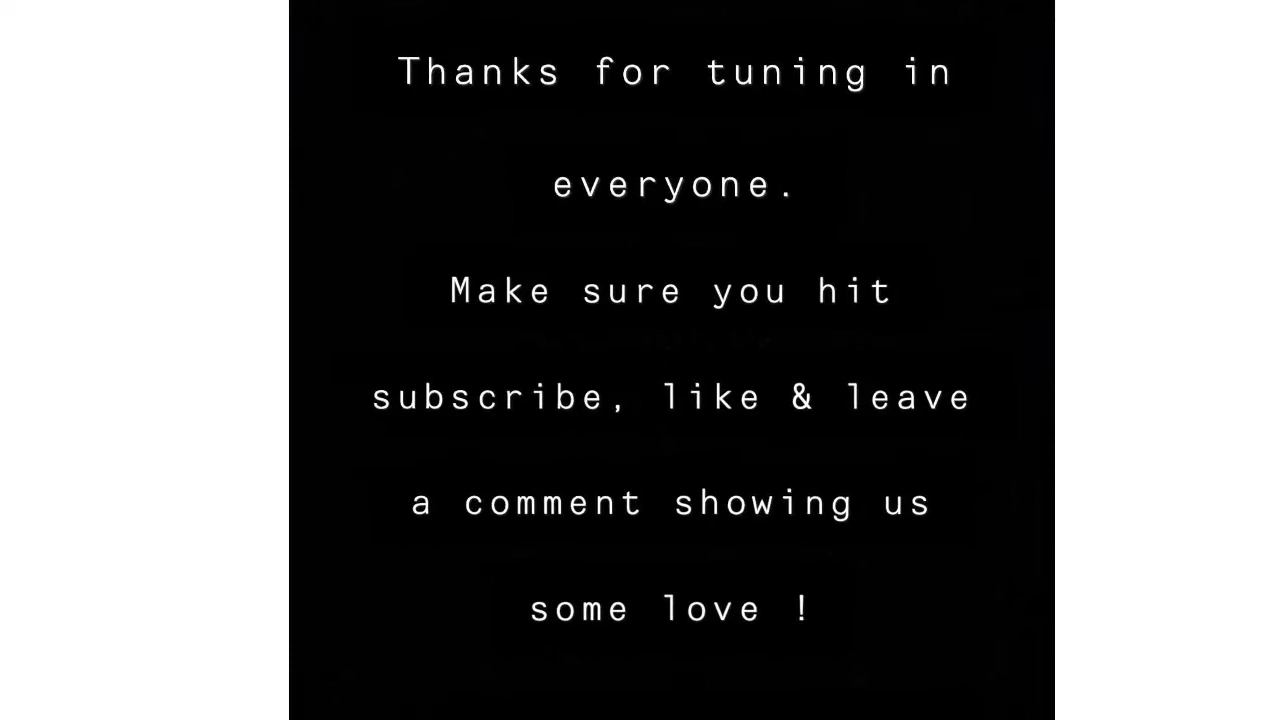 Thanks for tuning in
everyone.
Make sure you hit
subscribe, like & leave
a comment showing us
some love !